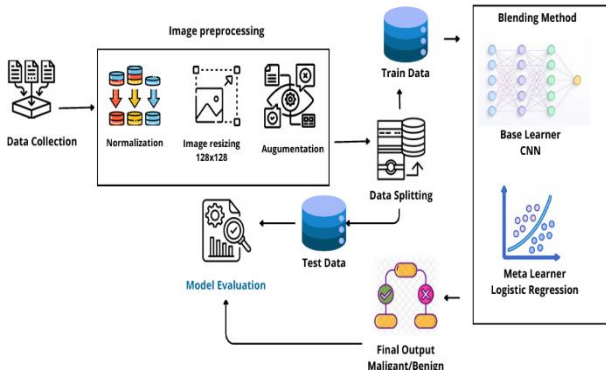 Image preprocessing
Data Collection
Normalization
Image resizing
128x128
Augumentation
Data Splitting
Train Data
Test Data
Model Evaluation
Blending Method
Base Learner
CNN
Meta Learner
Logistic Regression
Final Output
Maligant/Benign